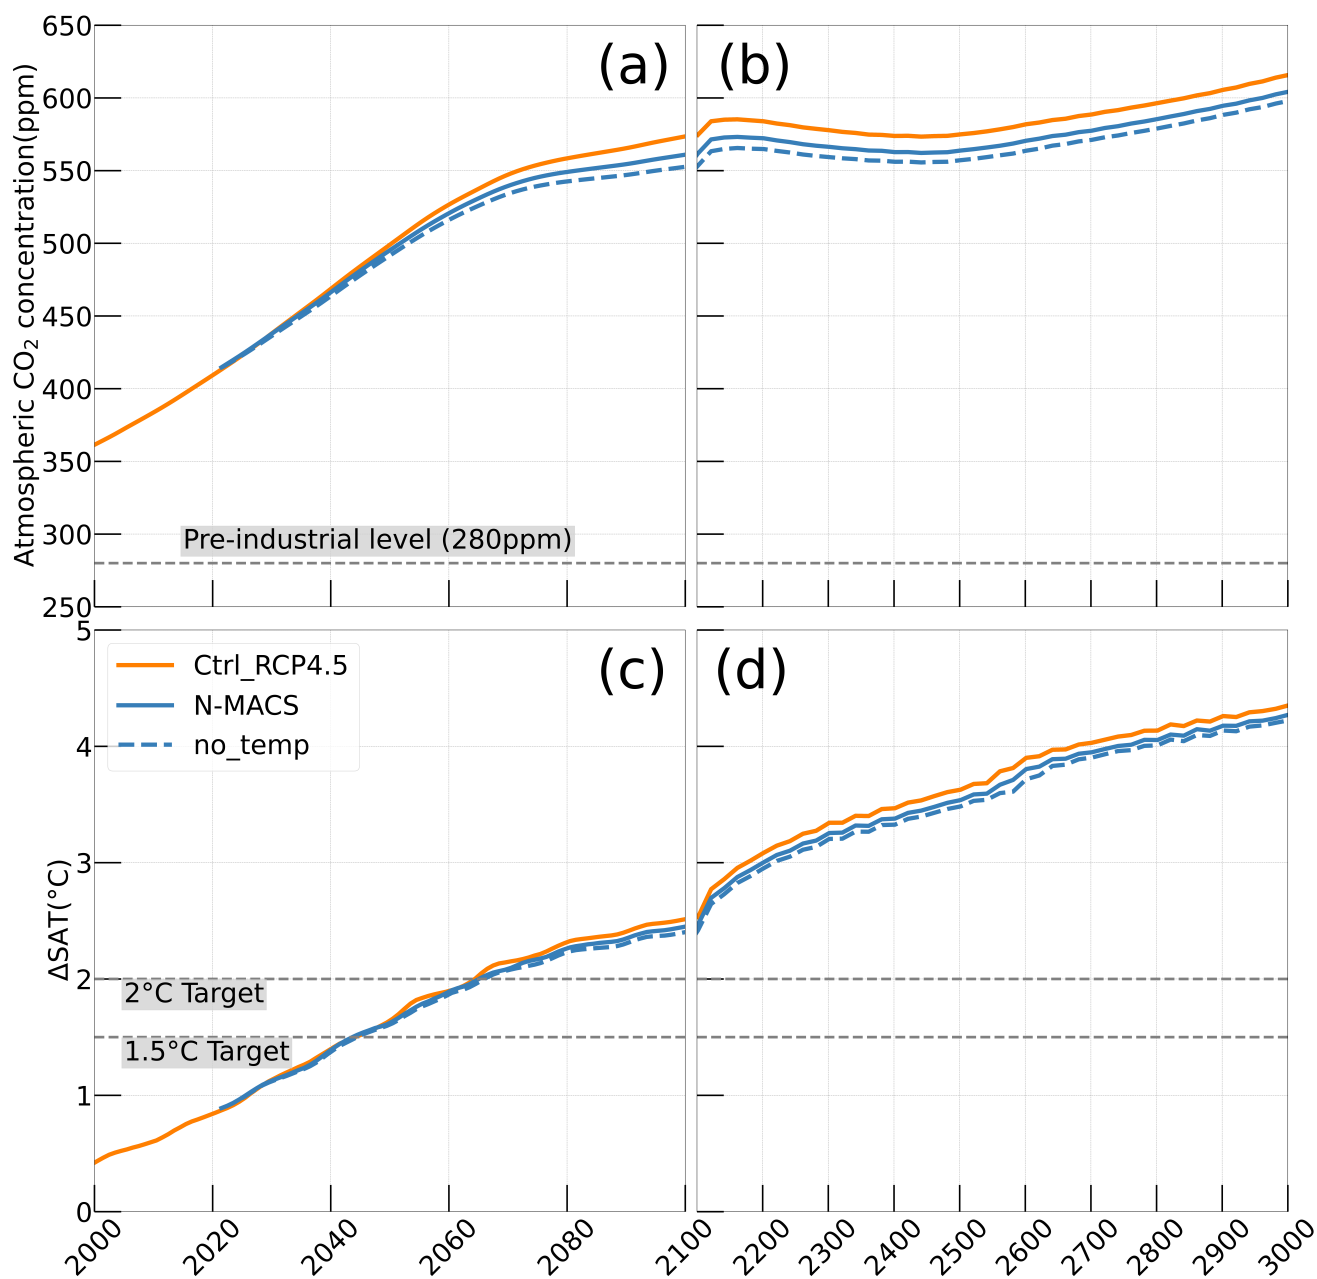 650
600
550
500
450
400
350
300
250
Atmospheric CO₂ concentration(ppm)
(a)
(b)
Pre-industrial level (280ppm)
5
4
3
2
1
0
ΔSAT(°C)
Ctrl_RCP4.5
N-MACS
no_temp
(c)
(d)
2°C Target
1.5°C Target
2000
2020
2040
2060
2080
2100
2200
2300
2400
2500
2600
2700
2800
2900
3000